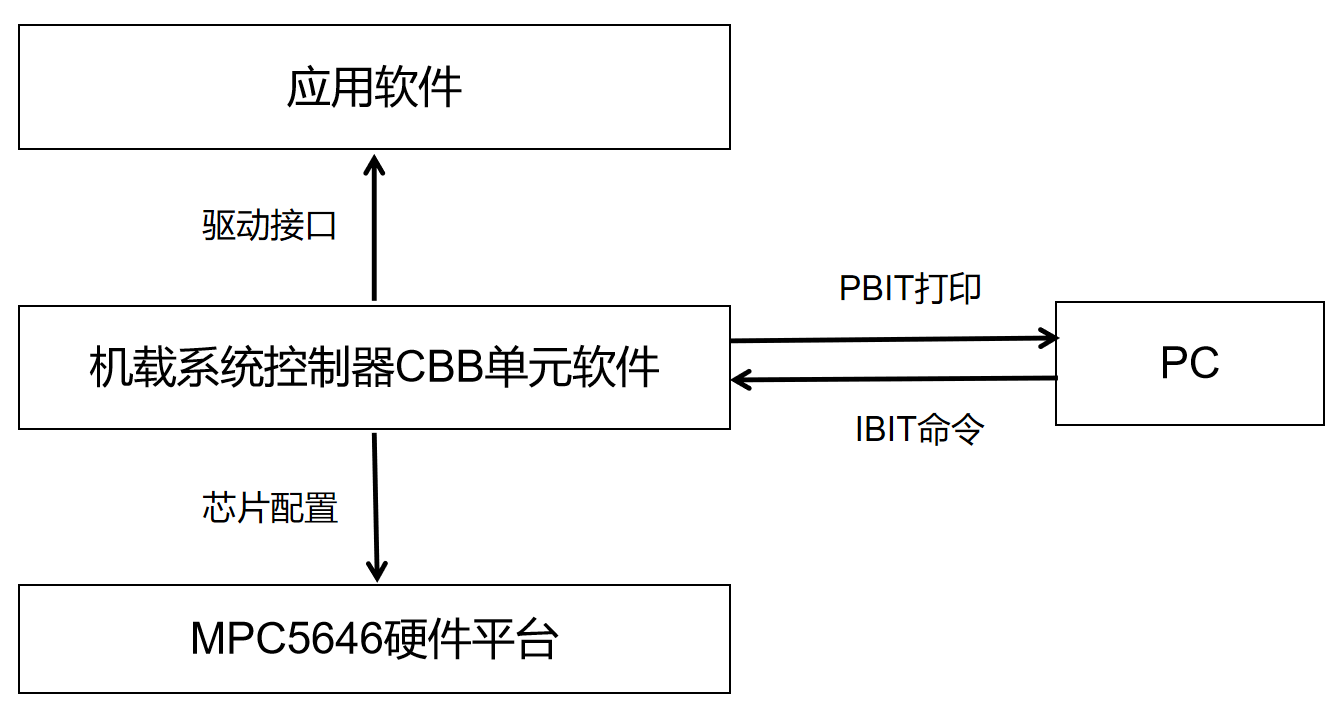 应用软件
驱动接口
PBIT打印
机载系统控制器CBB单元软件
PC
IBIT命令
芯片配置
MPC5646硬件平台